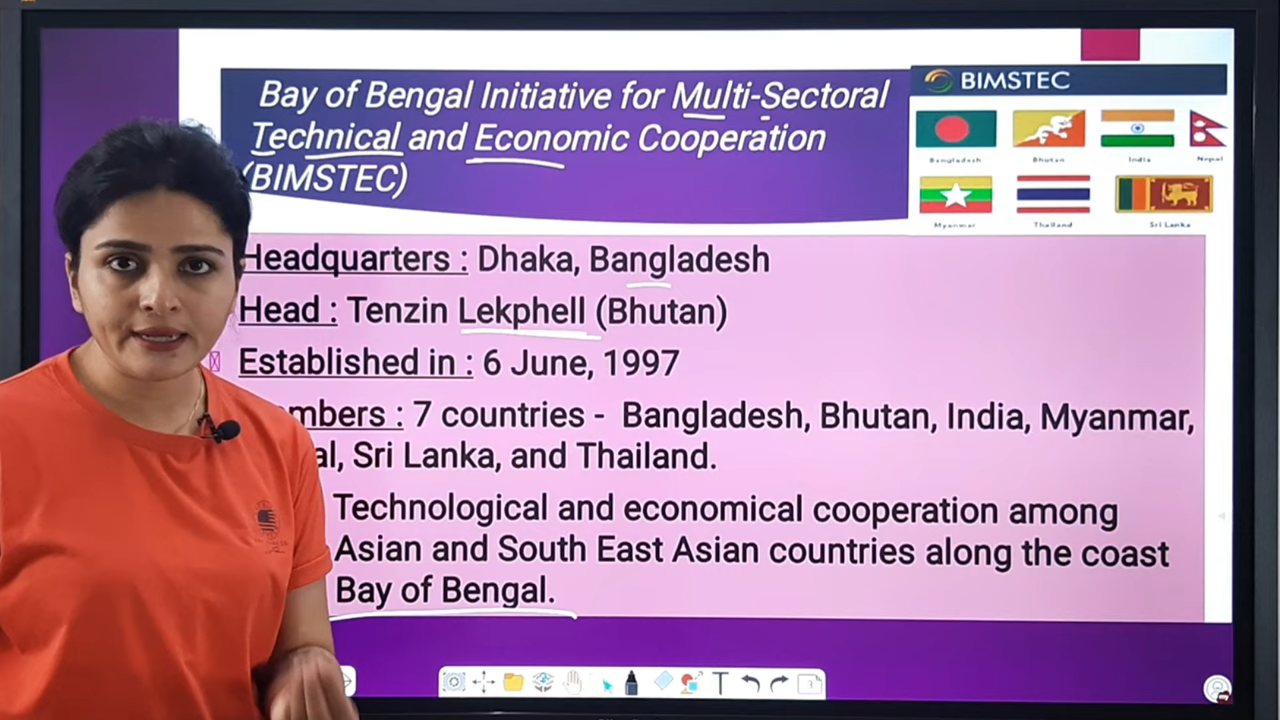 Bay of Bengal Initiative for Multi-Sectoral
Technical and Economic Cooperation
(BIMSTEC)
BIMSTEC
Bangladesh
Bhutan
India
Nepal
Myanmar
Thailand
Sri Lanka
Headquarters : Dhaka, Bangladesh
Head : Tenzin Lekphell (Bhutan)
Established in : 6 June, 1997
mbers : 7 countries - Bangladesh, Bhutan, India, Myanmar,
al, Sri Lanka, and Thailand.
Technological and economical cooperation among
Asian and South East Asian countries along the coast
Bay of Bengal.